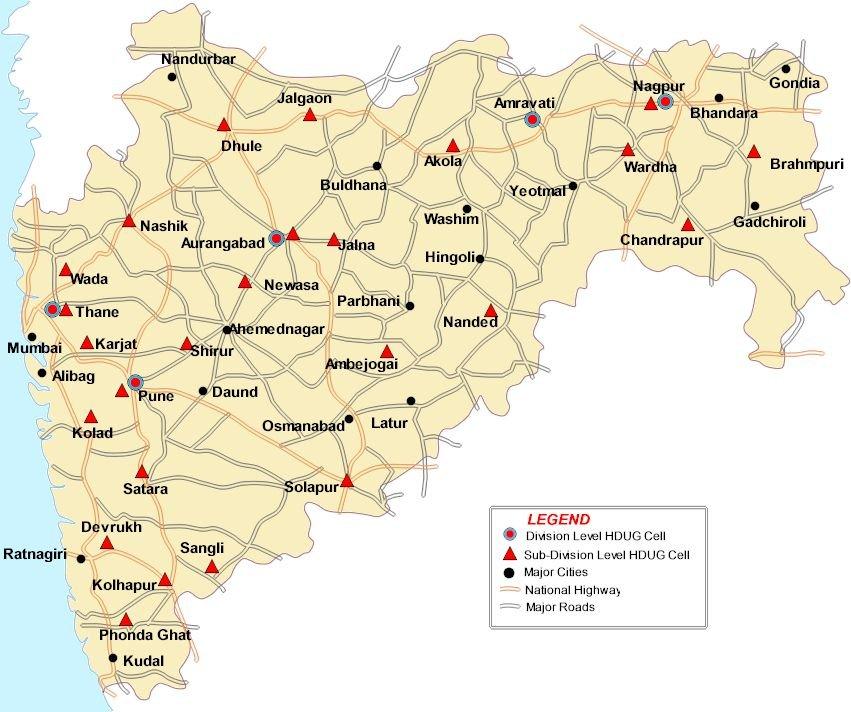 Nandurbar
Gondia
Nagpur
Jalgaon
Amravati
Bhandara
Dhule
Akola
Wardha
Brahmpuri
Buldhana
Yeotmal
Nashik
Washim
Gadchiroli
Aurangabad
Jalna
Chandrapur
Hingoli
Wada
Newasa
Parbhani
Thane
Nanded
Ahemednagar
Mumbai
Karjat
Shirur
Ambejogai
Alibag
Pune
Daund
Kolad
Osmanabad
Latur
Satara
Solapur
LEGEND
Division Level HDUG Cell
Sub-Division Level HDUG Cell
Major Cities
National Highway
Major Roads
Devrukh
Ratnagiri
Sangli
Kolhapur
Phonda Ghat
Kudal